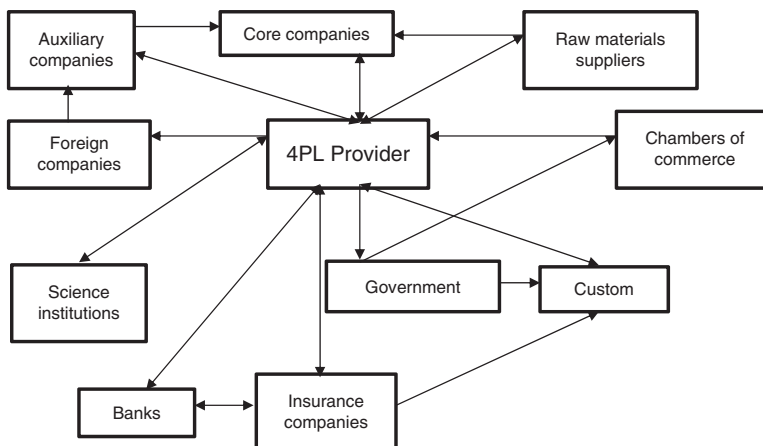 Auxiliary
companies
Core companies
Raw materials
suppliers
Foreign
companies
4PL Provider
Chambers of
commerce
Science
institutions
Government
Custom
Banks
Insurance
companies